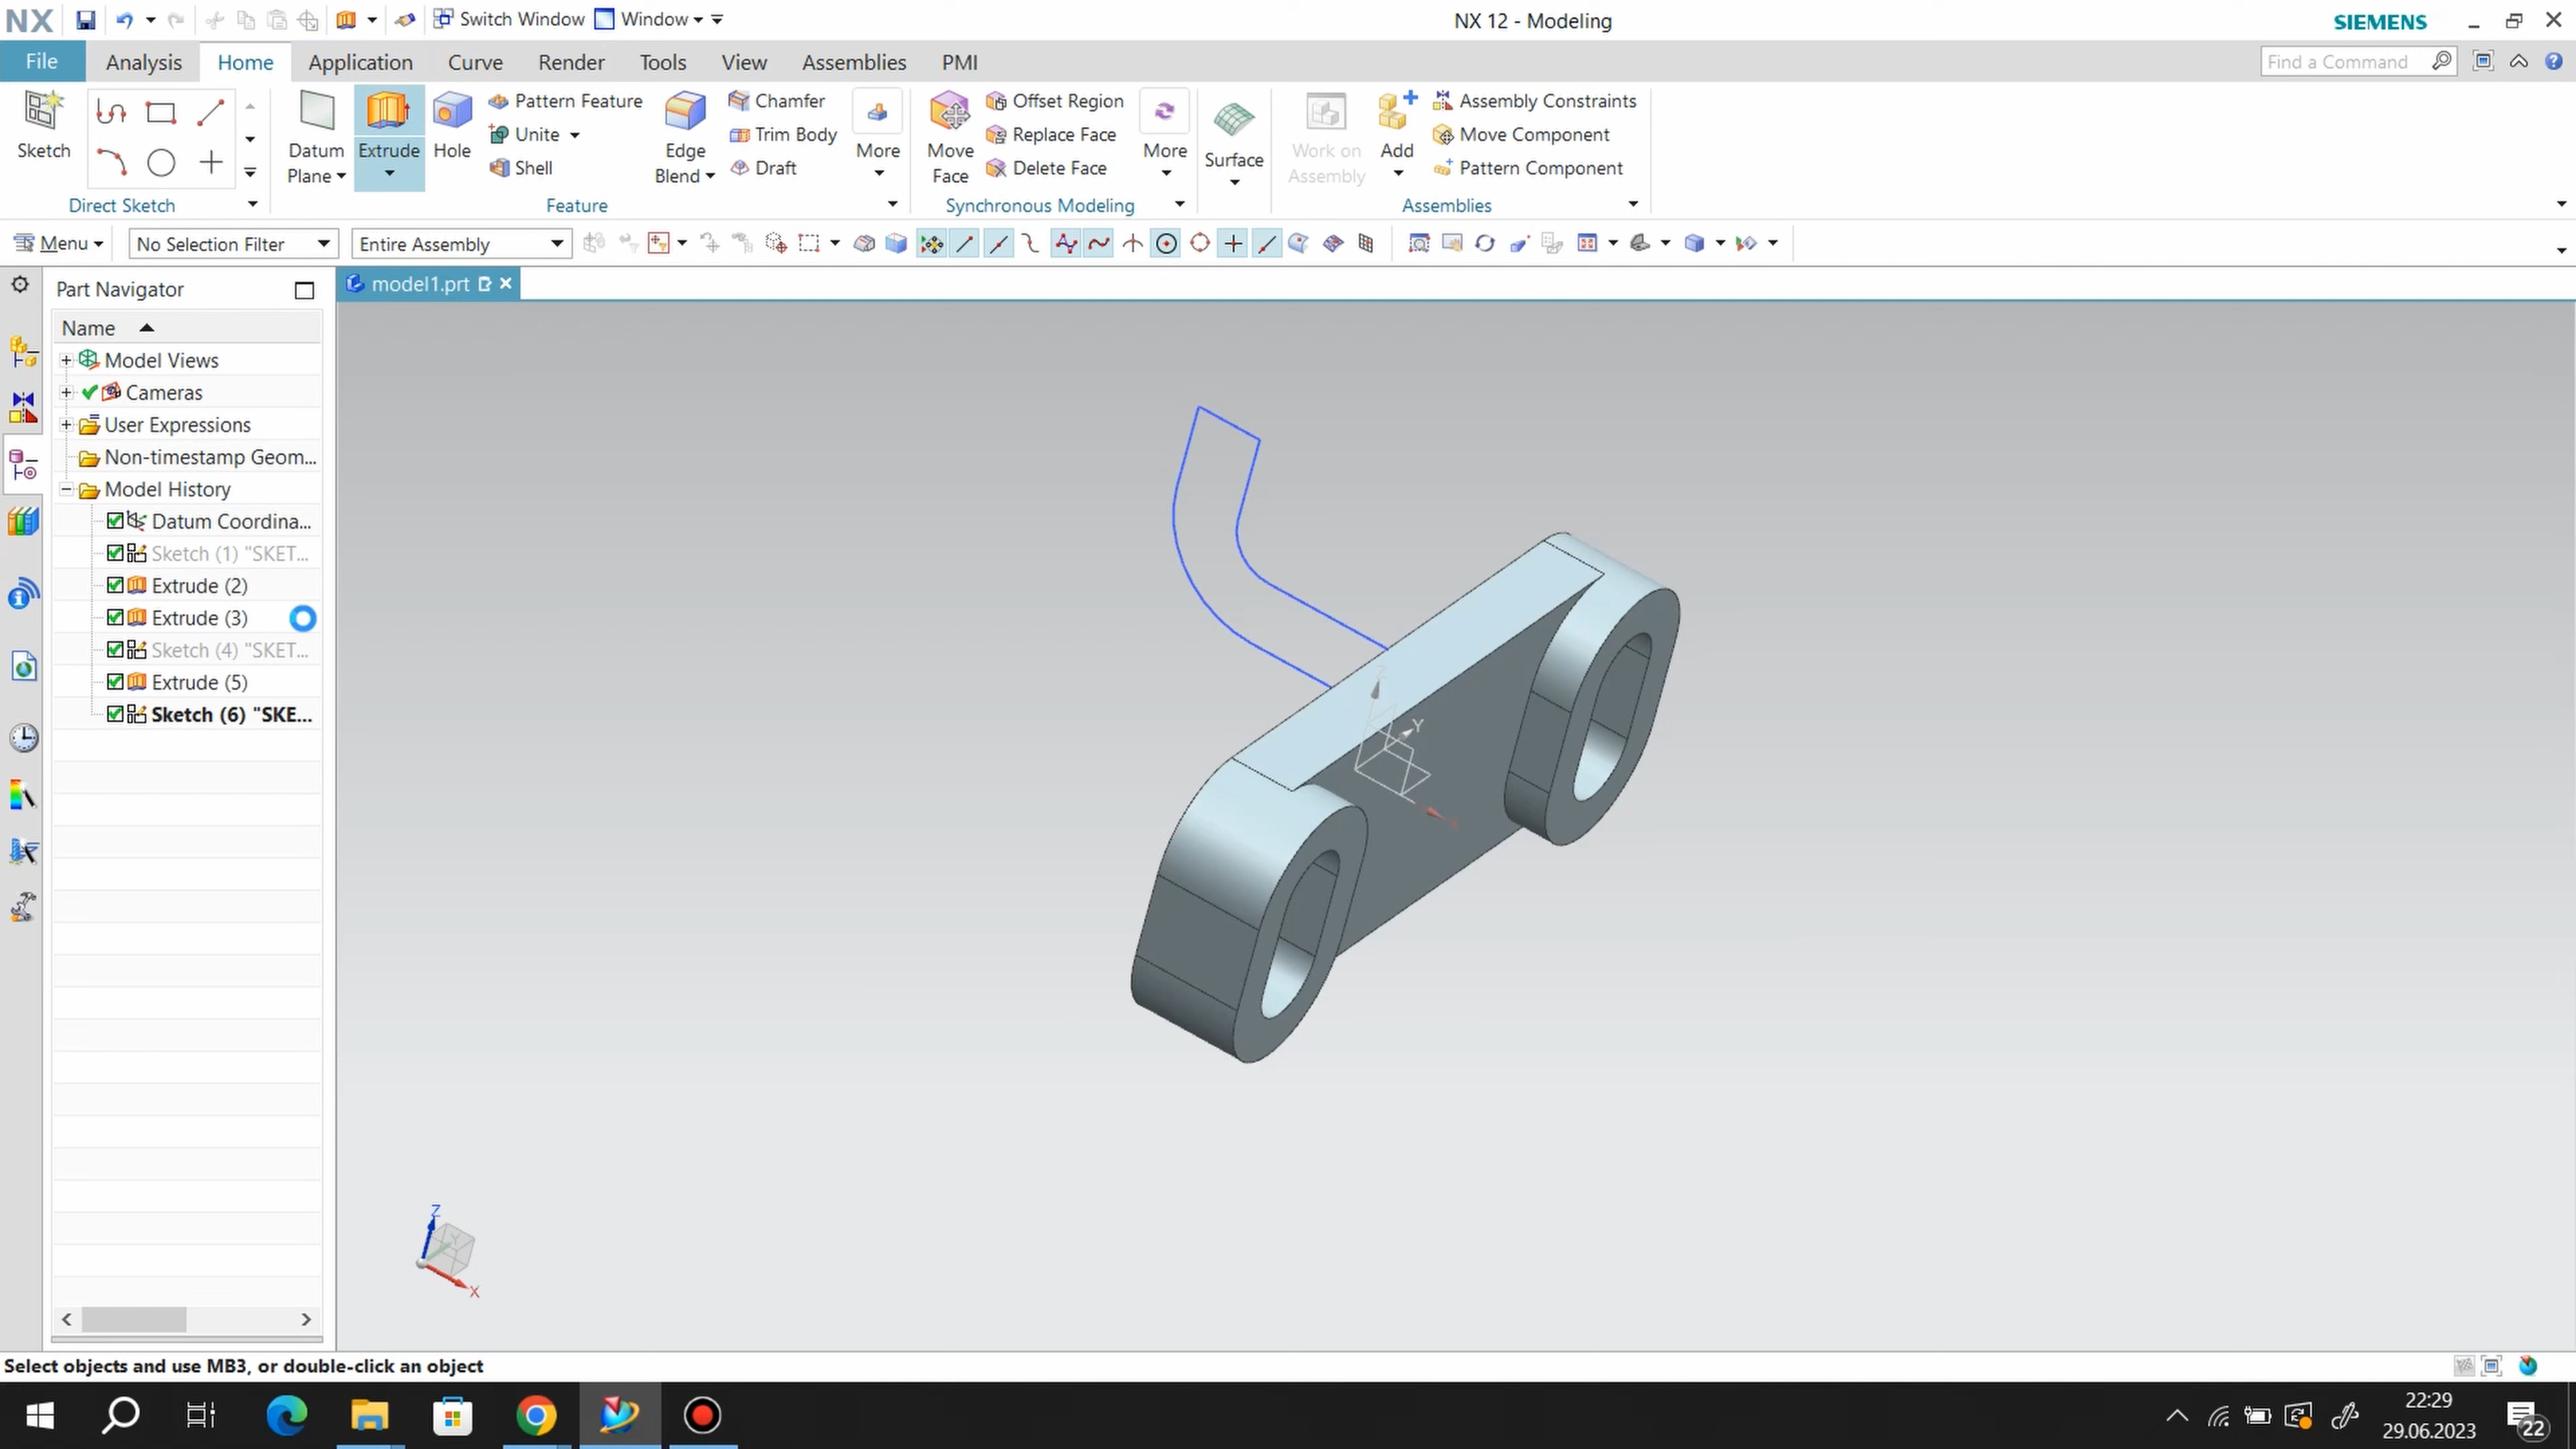 NX Switch Window Window NX 12 - Modeling SIEMENS
File Analysis Home Application Curve Render Tools View Assemblies PMI Find a Command
Sketch
Direct Sketch
Datum Plane
Extrude
Hole
Pattern Feature
Unite
Shell
Edge Blend
Chamfer
Trim Body
Draft
More
Feature
Move Face
Offset Region
Replace Face
Delete Face
More
Synchronous Modeling
Surface
Work on Assembly
Add
Assembly Constraints
Move Component
Pattern Component
Assemblies
Menu No Selection Filter Entire Assembly
Part Navigator
model1.prt
Name
Model Views
Cameras
User Expressions
Non-timestamp Geom...
Model History
Datum Coordina...
Sketch (1) "SKET...
Extrude (2)
Extrude (3)
Sketch (4) "SKET...
Extrude (5)
Sketch (6) "SKE...
Z
Y
X
Z
Y
X
Select objects and use MB3, or double-click an object
22:29
29.06.2023
22